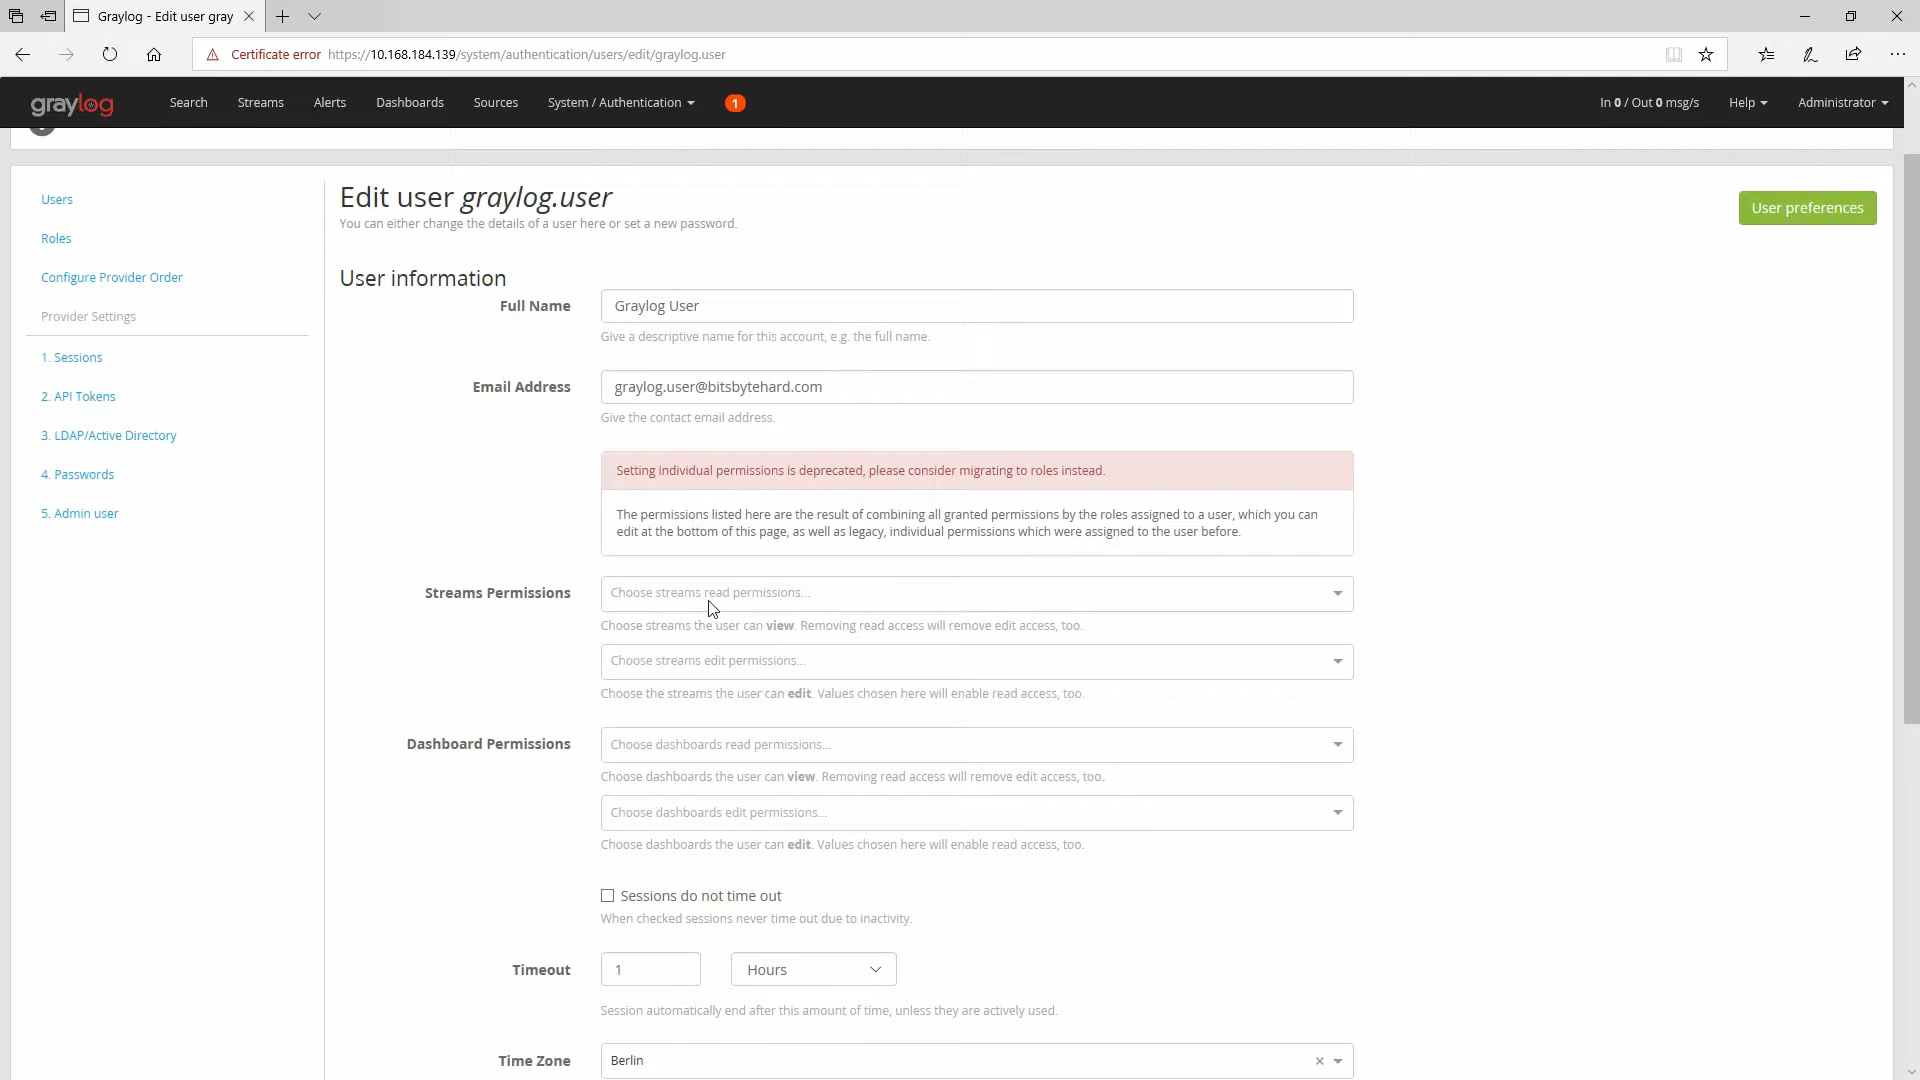 Graylog - Edit user gray
Certificate error https://10.168.184.139/system/authentication/users/edit/graylog.user
graylog Search Streams Alerts Dashboards Sources System / Authentication 1 In 0 / Out 0 msg/s Help Administrator
Users
Roles
Configure Provider Order
Provider Settings
1. Sessions
2. API Tokens
3. LDAP/Active Directory
4. Passwords
5. Admin user
Edit user graylog.user
You can either change the details of a user here or set a new password.
User preferences
User information
Full Name Graylog User
Give a descriptive name for this account, e.g. the full name.
Email Address graylog.user@bitsbytehard.com
Give the contact email address.
Setting individual permissions is deprecated, please consider migrating to roles instead.
The permissions listed here are the result of combining all granted permissions by the roles assigned to a user, which you can
edit at the bottom of this page, as well as legacy, individual permissions which were assigned to the user before.
Streams Permissions Choose streams read permissions...
Choose streams the user can view. Removing read access will remove edit access, too.
Choose streams edit permissions...
Choose the streams the user can edit. Values chosen here will enable read access, too.
Dashboard Permissions Choose dashboards read permissions...
Choose dashboards the user can view. Removing read access will remove edit access, too.
Choose dashboards edit permissions...
Choose dashboards the user can edit. Values chosen here will enable read access, too.
Sessions do not time out
When checked sessions never time out due to inactivity.
Timeout 1 Hours
Session automatically end after this amount of time, unless they are actively used.
Time Zone Berlin